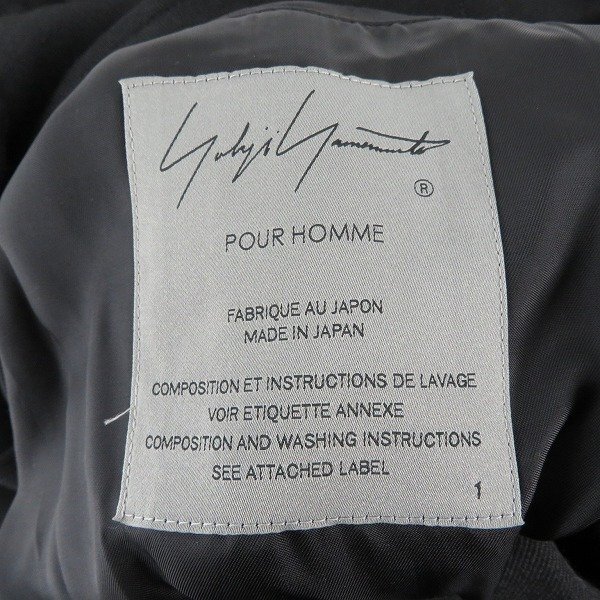 Yohji Yamamoto
®
POUR HOMME
FABRIQUE AU JAPON
MADE IN JAPAN
COMPOSITION ET INSTRUCTIONS DE LAVAGE
VOIR ETIQUETTE ANNEXE
COMPOSITION AND WASHING INSTRUCTIONS
SEE ATTACHED LABEL
1